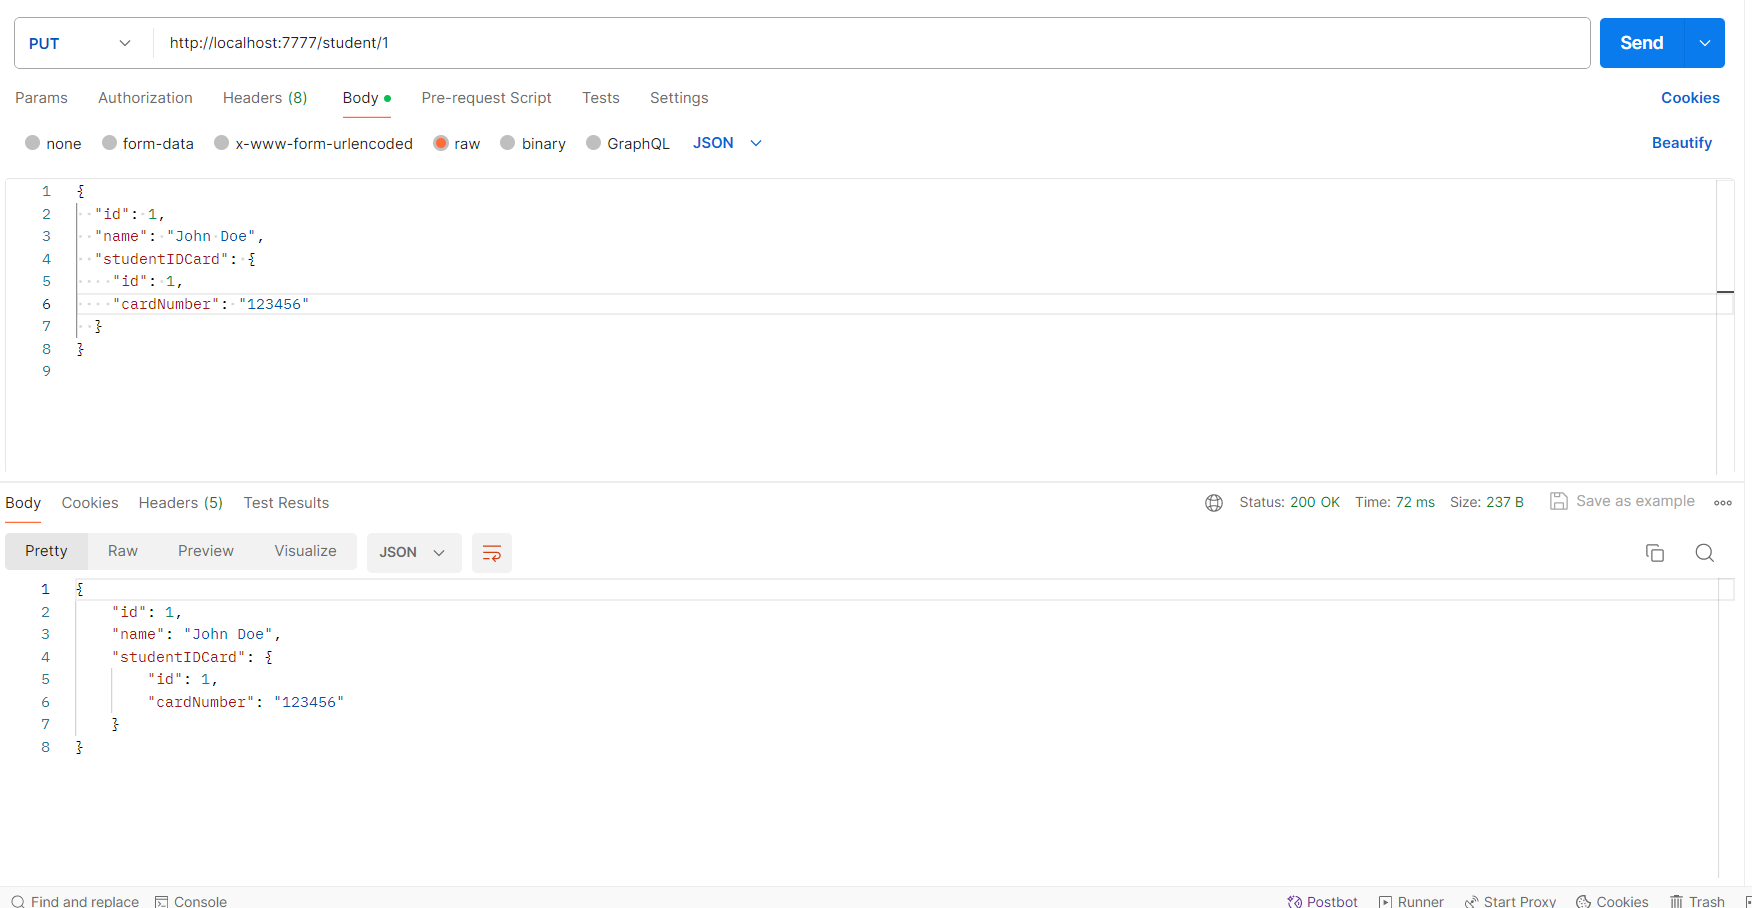 PUT http://localhost:7777/student/1 Send
Params Authorization Headers (8) Body Pre-request Script Tests Settings Cookies
none form-data x-www-form-urlencoded raw binary GraphQL JSON Beautify
1 {
2 "id": 1,
3 "name": "John Doe",
4 "studentIDCard": {
5 "id": 1,
6 "cardNumber": "123456"
7 }
8 }
9
Body Cookies Headers (5) Test Results Status: 200 OK Time: 72 ms Size: 237 B Save as example
Pretty Raw Preview Visualize JSON
1 {
2 "id": 1,
3 "name": "John Doe",
4 "studentIDCard": {
5 "id": 1,
6 "cardNumber": "123456"
7 }
8 }
Find and replace Console Postbot Runner Start Proxy Cookies Trash